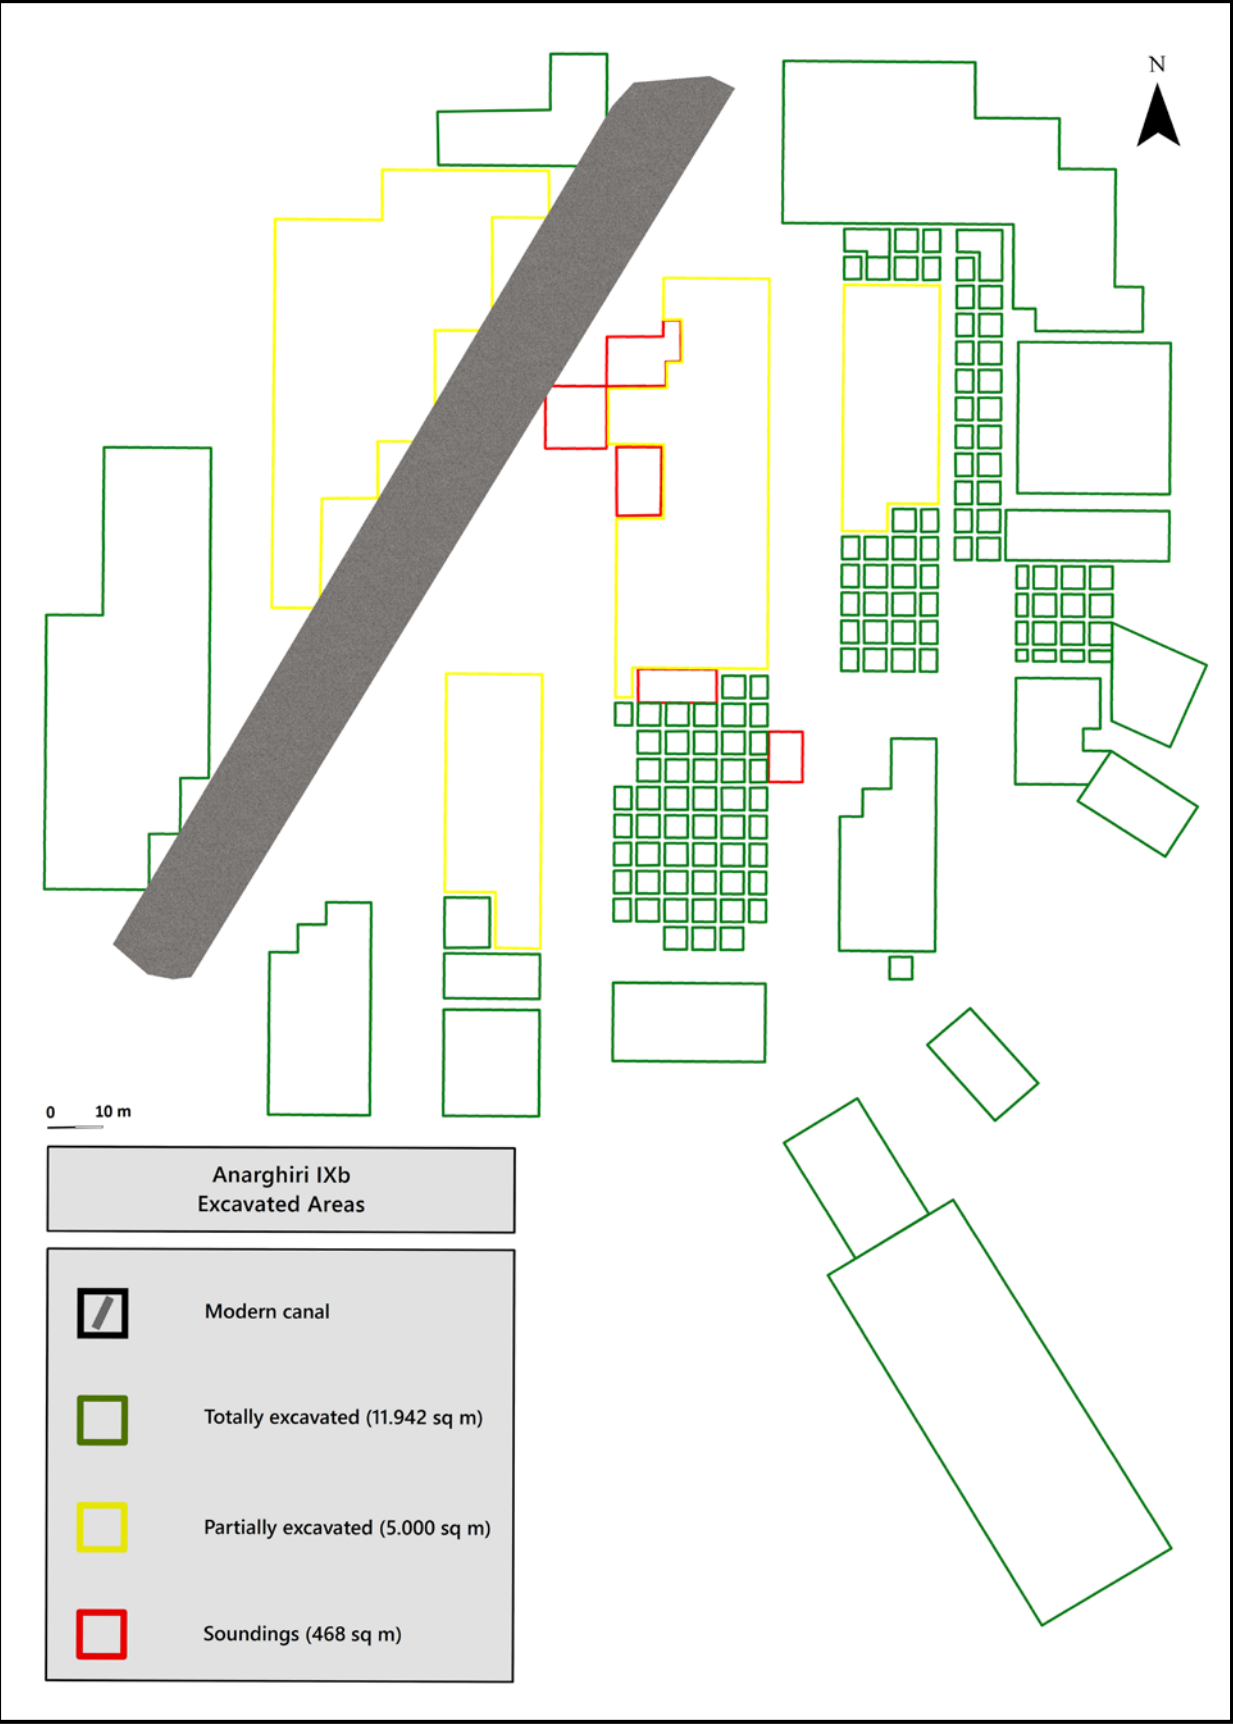 N
0 10 m
Anarghiri IXb
Excavated Areas
Modern canal
Totally excavated (11.942 sq m)
Partially excavated (5.000 sq m)
Soundings (468 sq m)